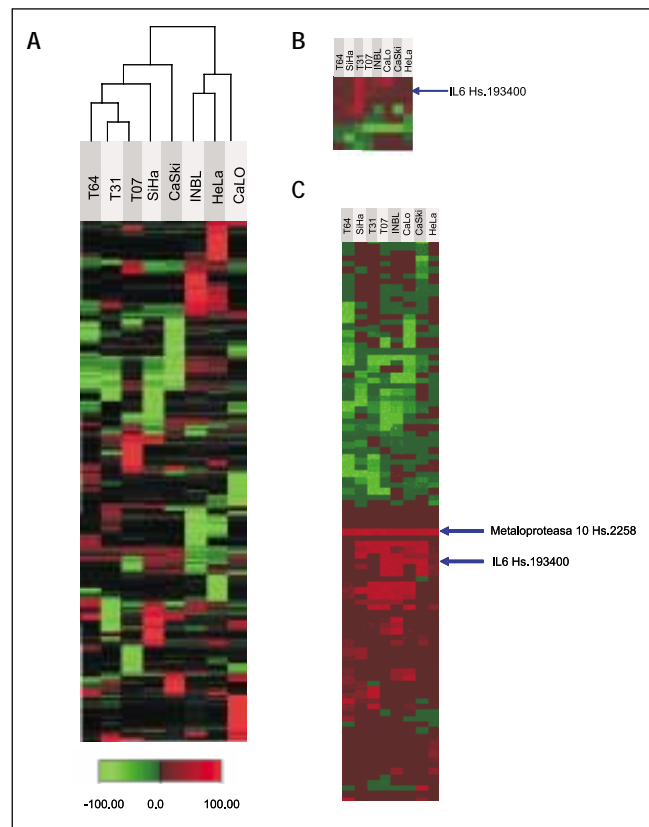 A
T64 T31 T07 SiHa CaSki INBL HeLa CaLO
-100.00 0.0 100.00
B
T64 SiHa T31 T07 INBL CaLo CaSki HeLa
IL6 Hs.193400
C
T64 SiHa T31 T07 INBL CaLo CaSki HeLa
Metaloproteasa 10 Hs.2258
IL6 Hs.193400